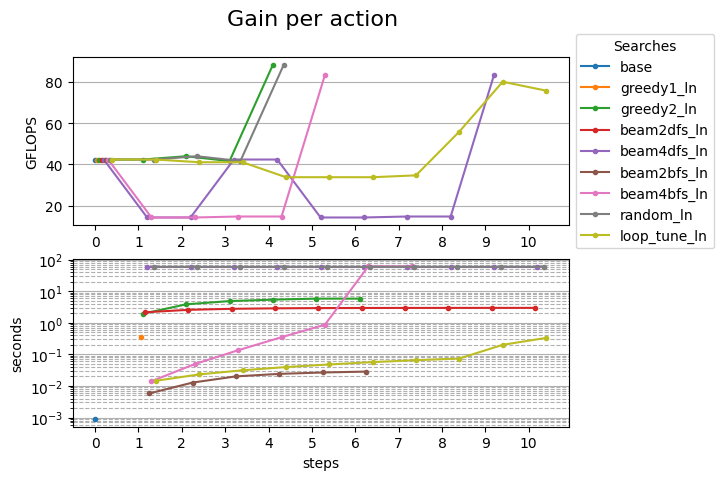 Gain per action
GFLOPS
80
60
40
20
0 1 2 3 4 5 6 7 8 9 10
Searches
base
greedy1_ln
greedy2_ln
beam2dfs_ln
beam4dfs_ln
beam2bfs_ln
beam4bfs_ln
random_ln
loop_tune_ln
seconds
10²
10¹
10⁰
10⁻¹
10⁻²
10⁻³
0 1 2 3 4 5 6 7 8 9 10
steps